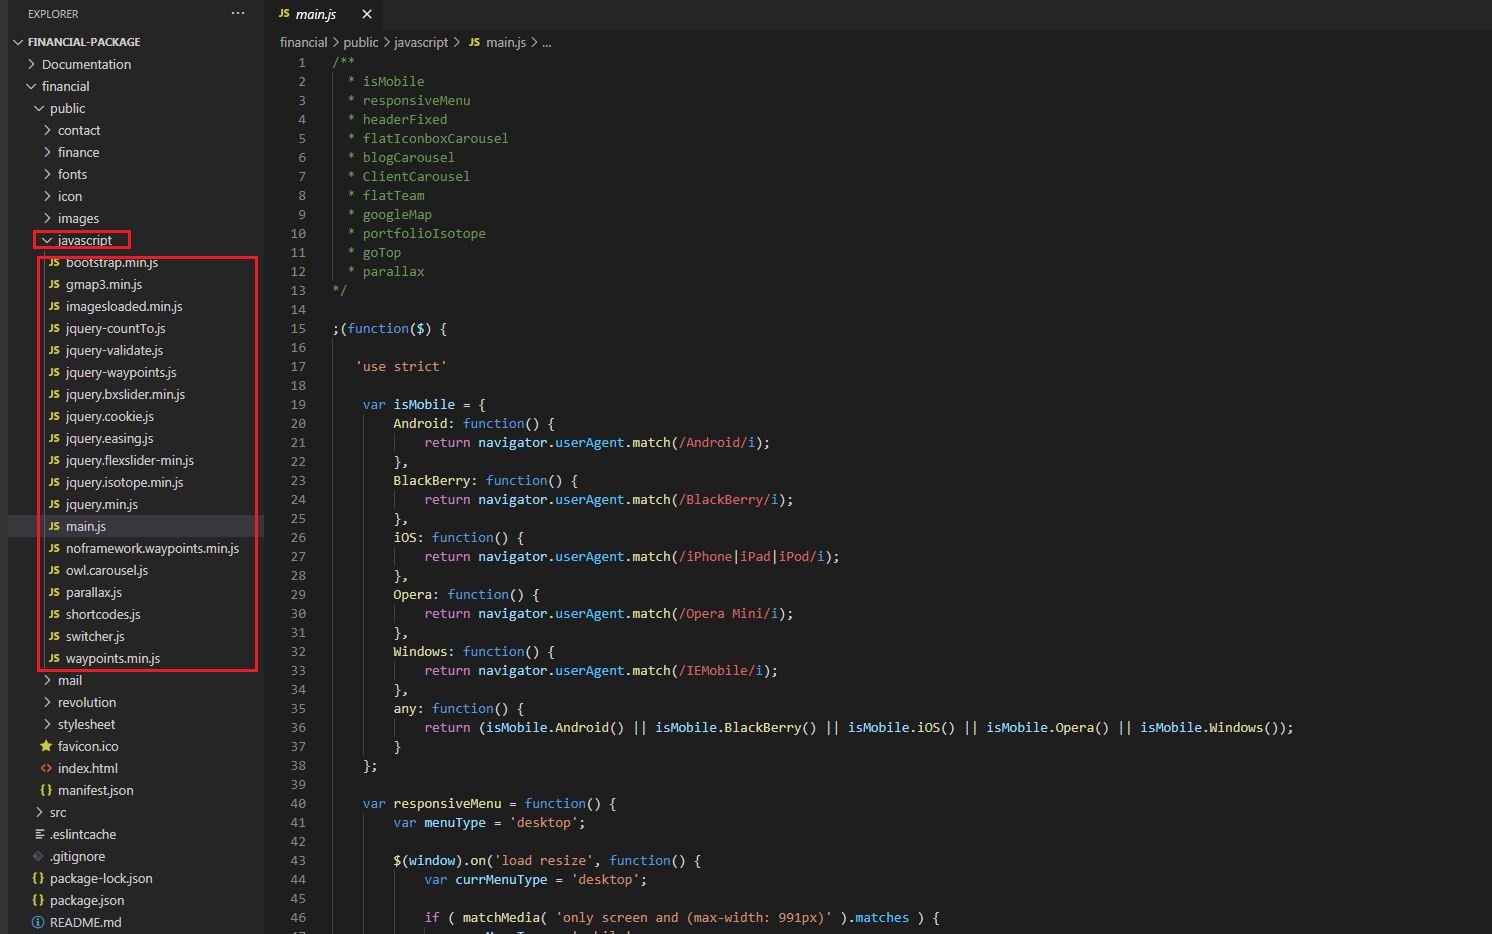 EXPLORER
...
FINANCIAL-PACKAGE
Documentation
financial
public
contact
finance
fonts
icon
images
javascript
JS bootstrap.min.js
JS gmap3.min.js
JS imagesloaded.min.js
JS jquery-countTo.js
JS jquery-validate.js
JS jquery-waypoints.js
JS jquery.bxslider.min.js
JS jquery.cookie.js
JS jquery.easing.js
JS jquery.flexslider-min.js
JS jquery.isotope.min.js
JS jquery.min.js
JS main.js
JS noframework.waypoints.min.js
JS owl.carousel.js
JS parallax.js
JS shortcodes.js
JS switcher.js
JS waypoints.min.js
mail
revolution
stylesheet
favicon.ico
<> index.html
{} manifest.json
src
.eslintcache
.gitignore
{} package-lock.json
{} package.json
README.md
JS main.js
financial > public > javascript > JS main.js > ...
1 /**
2 * isMobile
3 * responsiveMenu
4 * headerFixed
5 * flatIconboxCarousel
6 * blogCarousel
7 * ClientCarousel
8 * flatTeam
9 * googleMap
10 * portfolioIsotope
11 * goTop
12 * parallax
13 */
14
15 ;(function($) {
16
17 'use strict'
18
19 var isMobile = {
20 Android: function() {
21 return navigator.userAgent.match(/Android/i);
22 },
23 BlackBerry: function() {
24 return navigator.userAgent.match(/BlackBerry/i);
25 },
26 iOS: function() {
27 return navigator.userAgent.match(/iPhone|iPad|iPod/i);
28 },
29 Opera: function() {
30 return navigator.userAgent.match(/Opera Mini/i);
31 },
32 Windows: function() {
33 return navigator.userAgent.match(/IEMobile/i);
34 },
35 any: function() {
36 return (isMobile.Android() || isMobile.BlackBerry() || isMobile.iOS() || isMobile.Opera() || isMobile.Windows());
37 }
38 };
39
40 var responsiveMenu = function() {
41 var menuType = 'desktop';
42
43 $(window).on('load resize', function() {
44 var currMenuType = 'desktop';
45
46 if ( matchMedia( 'only screen and (max-width: 991px)' ).matches ) {